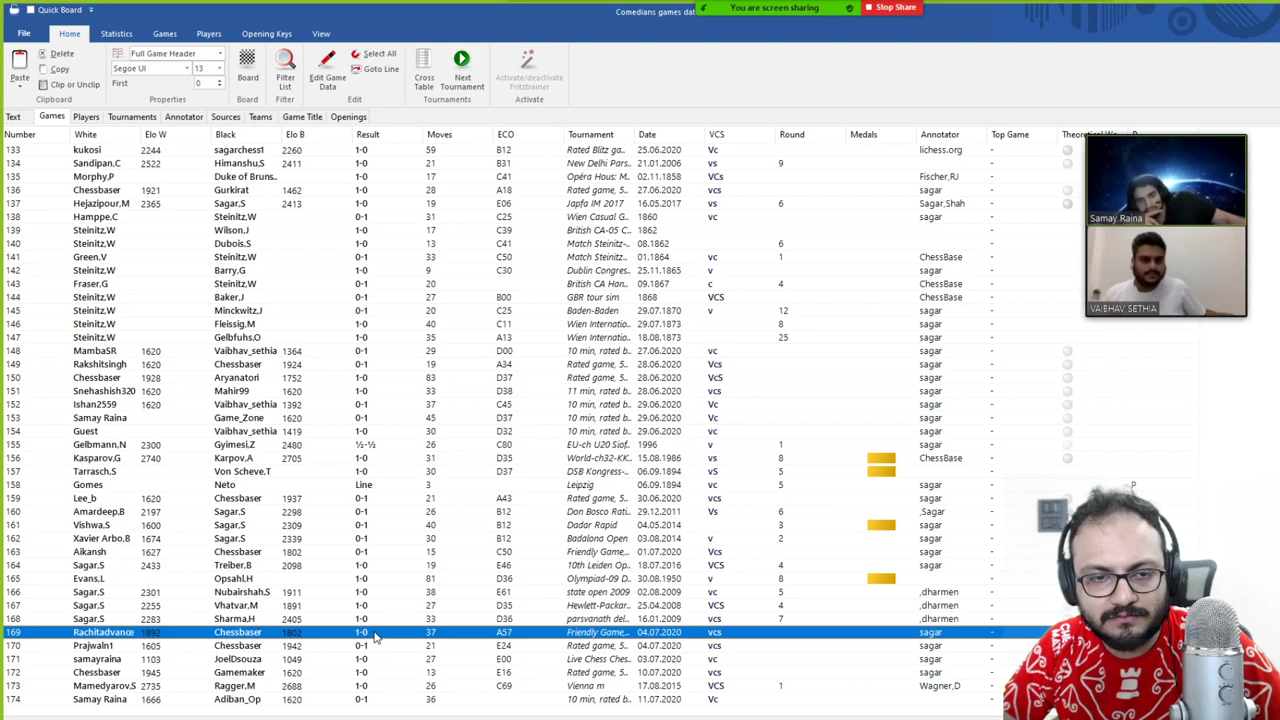 Quick Board
Comedians games dat
You are screen sharing
Stop Share
File Home Statistics Games Players Opening Keys View
Paste
Delete
Copy
Clip or Unclip
Clipboard
Full Game Header
Segoe UI 13
First 0
Properties
Board
Board
Filter List
Filter
Edit Game Data
Select All
Goto Line
Edit
Cross Table
Next Tournament
Tournaments
Activate/deactivate Fritztrainer
Activate
Text Games Players Tournaments Annotator Sources Teams Game Title Openings
Number White Elo W Black Elo B Result Moves ECO Tournament Date VCS Round Medals Annotator Top Game
133 kukosi 2244 sagarchess1 2260 1-0 59 B12 Rated Blitz ga.. 25.06.2020 Vc lichess.org -
134 Sandipan,C 2522 Himanshu,S 2411 1-0 21 B31 New Delhi Pars.. 21.01.2006 vs 9 -
135 Morphy,P Duke of Bruns.. 1-0 17 C41 Opéra Hous: M.. 02.11.1858 VCs Fischer,RJ -
136 Chessbaser 1921 Gurkirat 1462 1-0 28 A18 Rated game, 5.. 27.06.2020 vcs sagar -
137 Hejazipour,M 2365 Sagar,S 2413 1-0 19 E06 Japfa IM 2017 16.05.2017 vs 6 Sagar,Shah -
138 Hamppe,C Steinitz,W 0-1 31 C25 Wien Casual G.. 1860 vc sagar -
139 Steinitz,W Wilson,J 1-0 17 C39 British CA-05 C.. 1862 -
140 Steinitz,W Dubois,S 1-0 13 C41 Match Steinitz-.. 08.1862 6 -
141 Green,V Steinitz,W 0-1 33 C50 Match Steinitz-.. 01.1864 vc 1 ChessBase -
142 Steinitz,W Barry,G 1-0 9 C30 Dublin Congres.. 25.11.1865 v ChessBase -
143 Fraser,G Steinitz,W 0-1 20 British CA Han.. 09.1867 c 4 ChessBase -
144 Steinitz,W Baker,J 1-0 27 B00 GBR tour sim 1868 VCS ChessBase -
145 Steinitz,W Minckwitz,J 1-0 20 C10 Baden-Baden 29.07.1870 v 12 -
146 Steinitz,W Fleissig,M 1-0 40 C11 Wien Internatio.. 29.07.1873 8 -
147 Steinitz,W Gelbfuhs,O 1-0 35 A13 Wien Internatio.. 18.08.1873 25 -
148 MambaSR 1620 Vaibhav_sethia 1364 0-1 29 D00 10 min, rated b.. 27.06.2020 vc sagar -
149 Rakshitsingh 1620 Chessbaser 1924 0-1 19 A34 Rated game, 5.. 28.06.2020 vc sagar -
150 Chessbaser 1928 Aryanatori 1752 1-0 83 D37 Rated game, 5.. 28.06.2020 VcS sagar -
151 Snehashish320 1620 Mahir99 1620 1-0 33 D38 11 min, rated b.. 28.06.2020 vcs sagar -
152 Ishan2559 1620 Vaibhav_sethia 1392 0-1 37 C45 10 min, rated b.. 29.06.2020 Vc sagar -
153 Samay Raina Game_Zone 1620 1-0 45 D37 10 min, rated b.. 29.06.2020 vc sagar -
154 Guest Vaibhav_sethia 1419 1-0 30 D32 10 min, rated b.. 29.06.2020 vc sagar -
155 Gelbmann,N 2300 Gyimesi,Z 2480 ½-½ 26 C80 EU-ch U20 Siof.. 1996 v 1 sagar -
156 Kasparov,G 2740 Karpov,A 2705 1-0 41 D37 World-ch32-KK.. 15.08.1986 vs 8 ChessBase -
157 Tarrasch,S Von Scheve,T 1-0 30 D37 DSB Kongress-.. 06.09.1894 vS 5 -
158 Gomes Neto Line 3 Leipzig 06.09.1894 vc 5 sagar - P
159 Lee_b 1620 Chessbaser 1937 0-1 21 A43 Rated game, 5.. 30.06.2020 vcs sagar -
160 Amardeep,B 2197 Sagar,S 2298 0-1 41 B12 Don Bosco Rati.. 29.12.2011 Vs 6 ,Sagar -
161 Vishwa,S 1600 Sagar,S 2309 0-1 40 B12 Dadar Rapid 04.05.2014 3 sagar -
162 Xavier Arbo,B 1674 Sagar,S 2339 0-1 30 B12 Badalona Open 03.08.2014 v 2 sagar -
163 Aikansh 1627 Chessbaser 1802 0-1 15 C50 Friendly Game,.. 01.07.2020 Vcs sagar -
164 Sagar,S 2433 Treiber,B 2098 1-0 19 E46 10th Leiden Op.. 18.07.2016 Vcs 4 sagar -
165 Evans,L Opsahl,H 1-0 81 D36 Olympiad-09 D.. 30.08.1950 v 8 sagar -
166 Sagar,S 2301 Nubairshah,S 1911 1-0 38 E61 state open 2009 02.08.2009 vc 5 ,dharmen -
167 Sagar,S 2255 Vhatvar,M 1891 1-0 27 D35 Hewlett-Packar.. VCS 4 ,dharmen -
168 Sagar,S 2283 Sharma,H 2405 1-0 33 D36 parsvanath del.. vcs 7 ,dharmen -
169 Rachitadvance 1892 Chessbaser 1802 1-0 37 A57 Friendly Game,.. 04.07.2020 vcs sagar
170 Prajwaln1 Chessbaser 1942 0-1 21 E24 Rated game, 5.. 04.07.2020 Vcs sagar -
171 samayraina 1103 JoelDsouza 1049 1-0 27 E00 Live Chess Ches.. 03.07.2020 vc sagar -
172 Chessbaser 1945 Gamemaker 1620 1-0 13 E16 Rated game, 5.. 03.07.2020 vcs sagar -
173 Mamedyarov,S 2735 Ragger,M 2688 1-0 26 C69 Vienna m 17.08.2015 VCS 1 Wagner,D -
174 Samay Raina 1666 Adiban_Op 1620 1-0 36 10 min, rated b.. 11.07.2020 Vc -
Samay Raina
VAIBHAV SETHIA